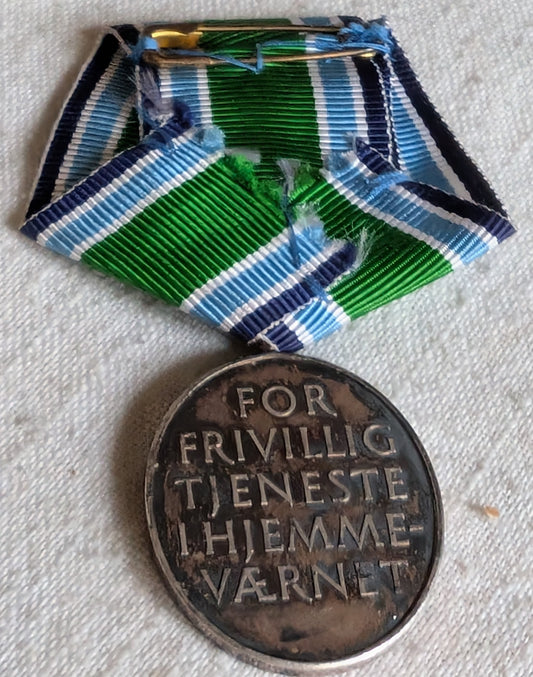 FOR
FRIVILLIG
TJENESTE
I HJEMME-
VÆRNET